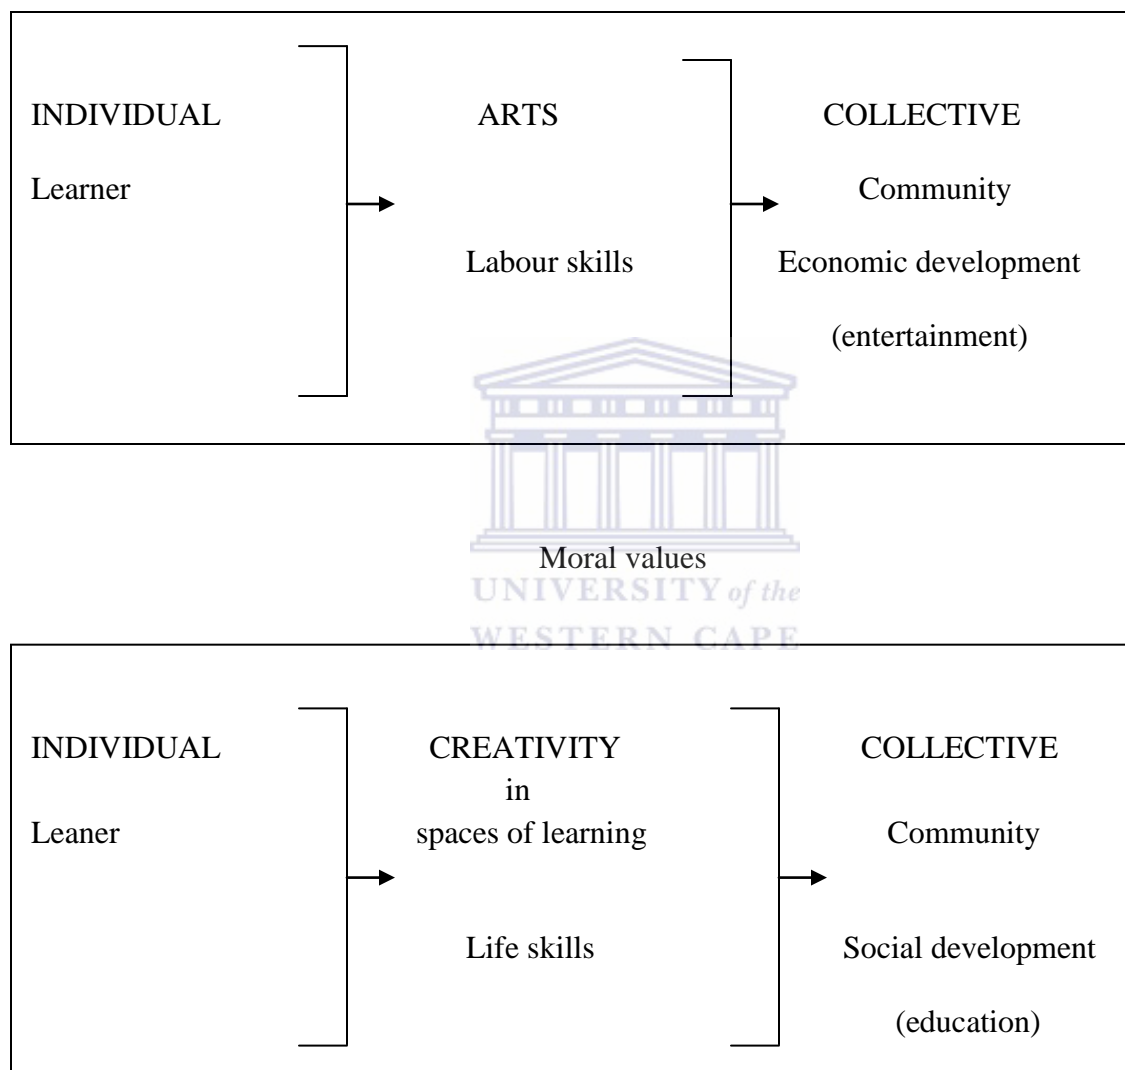 INDIVIDUAL ARTS COLLECTIVE
Learner Community
Labour skills Economic development
(entertainment)
Moral values
UNIVERSITY of the
WESTERN CAPE
INDIVIDUAL CREATIVITY COLLECTIVE
in
Leaner spaces of learning Community
Life skills Social development
(education)